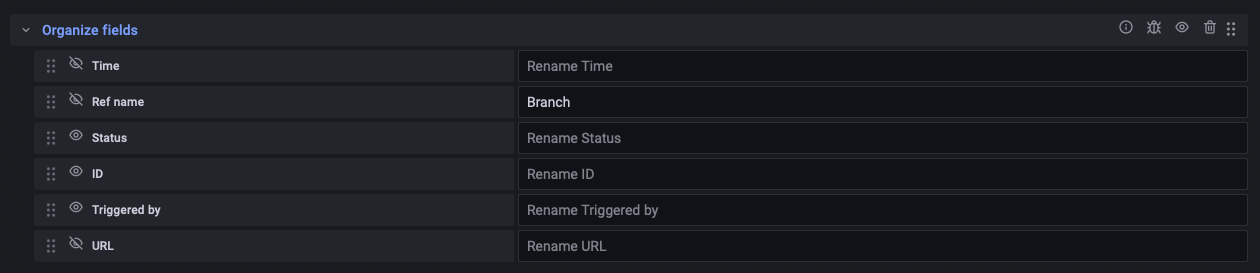 Organize fields
Time
Rename Time
Ref name
Branch
Status
Rename Status
ID
Rename ID
Triggered by
Rename Triggered by
URL
Rename URL